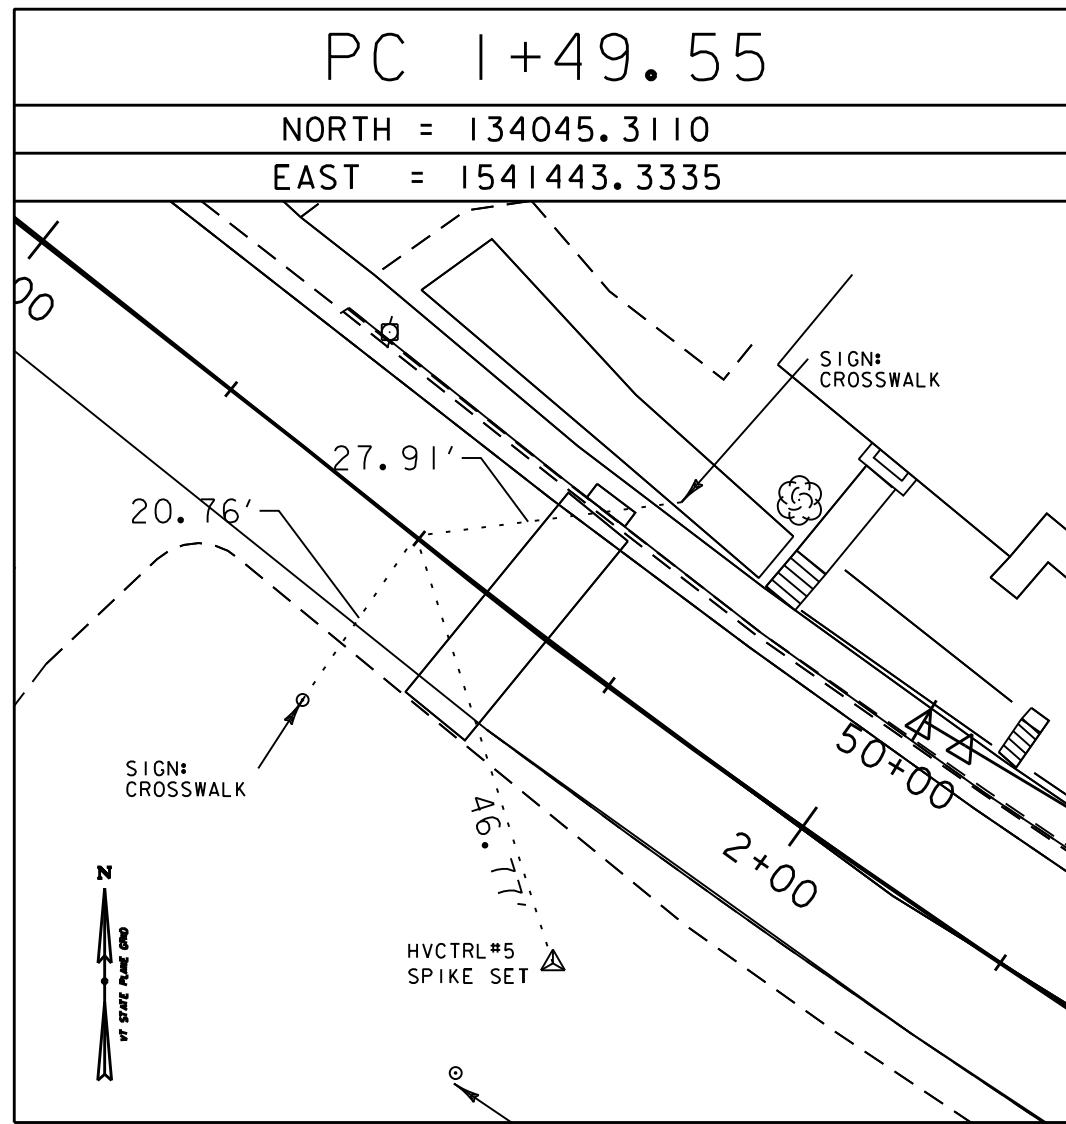 PC 1+49.55
NORTH = 134045.3110
EAST = 1541443.3335
00
SIGN:
CROSSWALK
27.91'
20.76'
50+00
SIGN:
CROSSWALK
46.77'
2+00
N
VT STATE PLANE GRID
HVCTRL#5
SPIKE SET